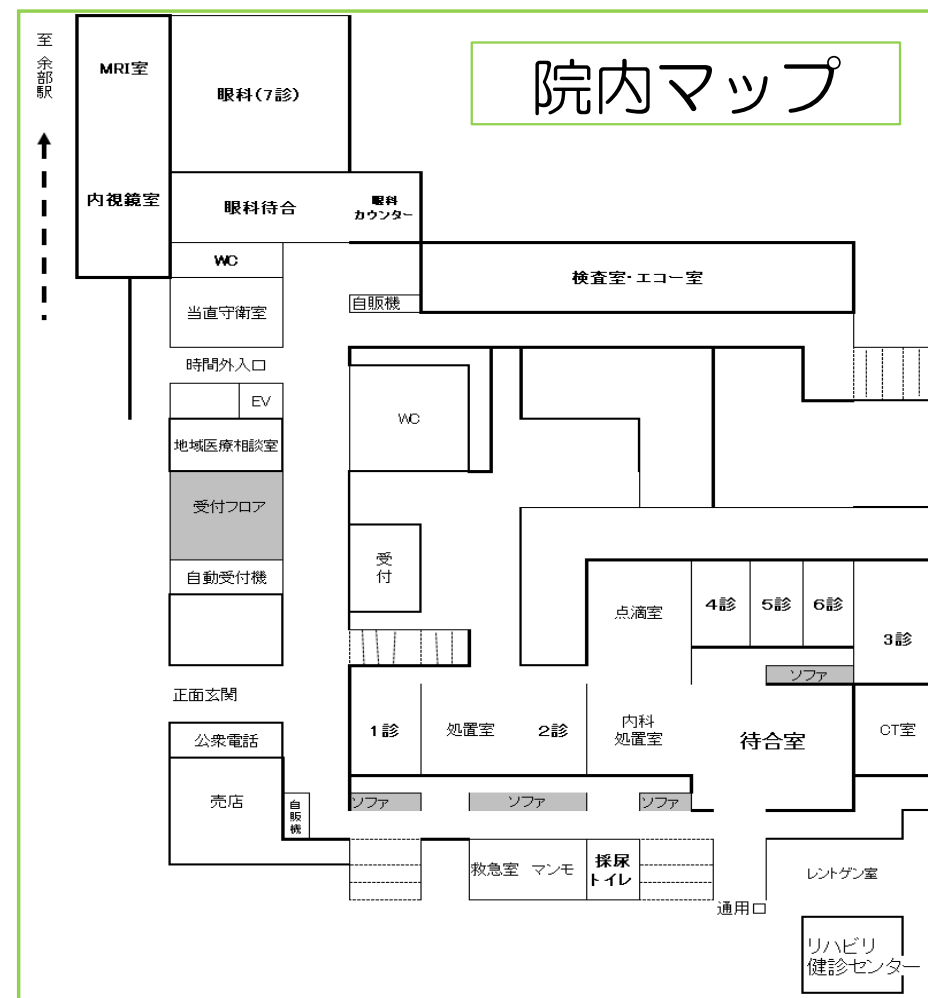 院内マップ
至 余部駅
MRI室
眼科(7診)
内視鏡室
眼科待合
眼科
カウンター
WC
検査室・エコー室
当直守衛室
自販機
時間外入口
EV
WC
地域医療相談室
受付フロア
受付
自動受付機
点滴室
4診
5診
6診
3診
ソファ
正面玄関
公衆電話
1診
処置室
2診
内科
処置室
待合室
CT室
売店
自販機
ソファ
ソファ
ソファ
救急室 マンモ
採尿
トイレ
レントゲン室
通用口
リハビリ
健診センター